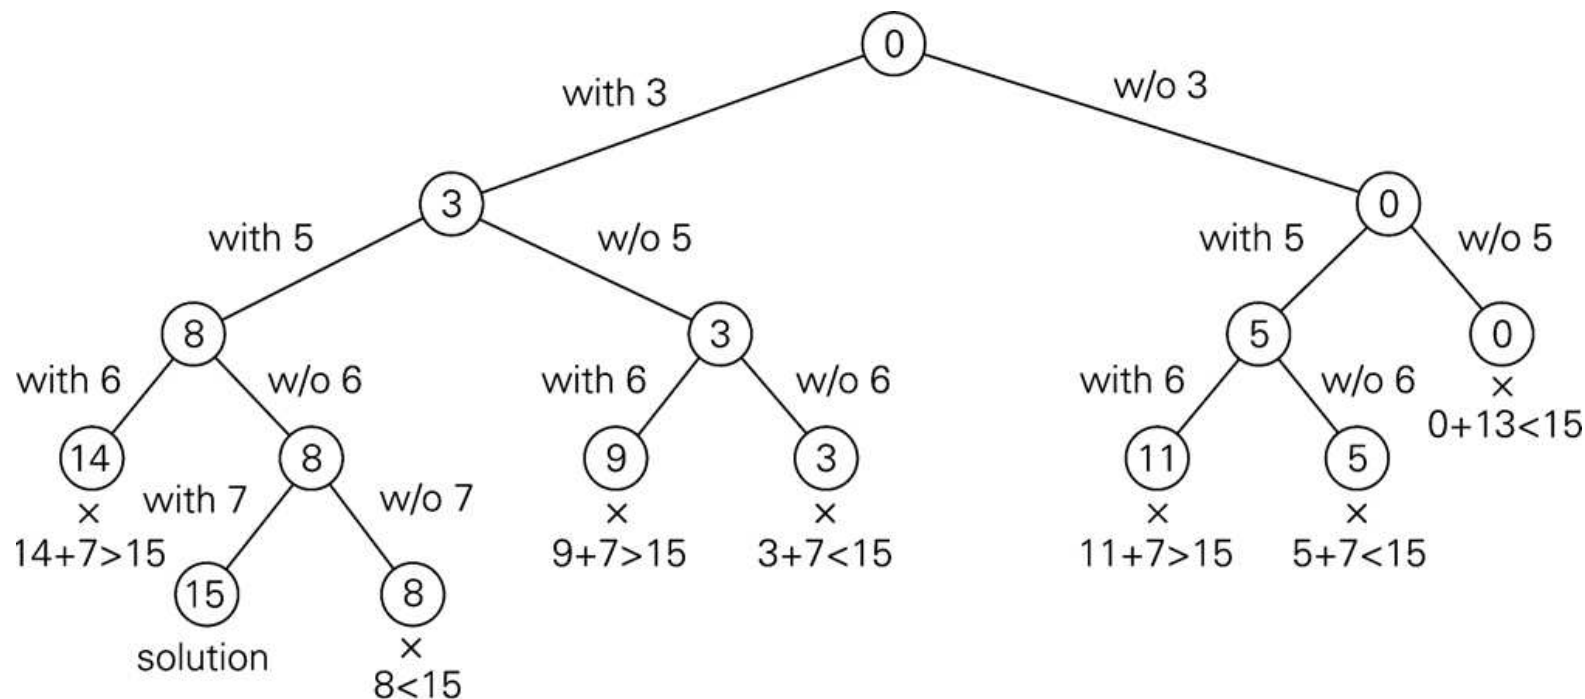 0
with 3
w/o 3
3
0
with 5
w/o 5
with 5
w/o 5
8
3
5
0
with 6
w/o 6
with 6
w/o 6
with 6
w/o 6
×
0+13<15
14
8
9
3
11
5
×
with 7
w/o 7
×
×
×
×
14+7>15
9+7>15
3+7<15
11+7>15
5+7<15
15
8
solution
×
8<15